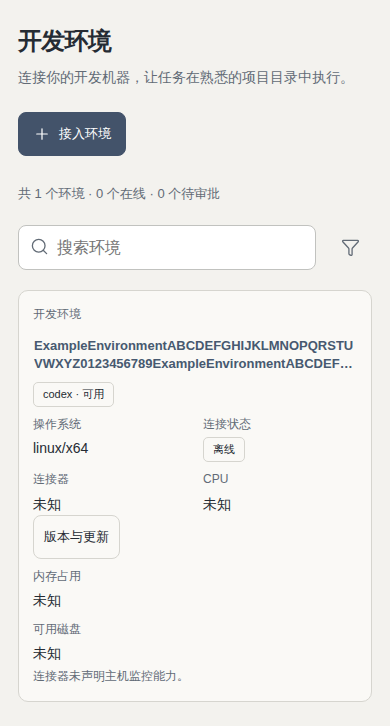 开发环境
连接你的开发机器，让任务在熟悉的项目目录中执行。
接入环境
共 1 个环境 · 0 个在线 · 0 个待审批
搜索环境
开发环境
ExampleEnvironmentABCDEFGHIJKLMNOPQRSTU
VWXYZ0123456789ExampleEnvironmentABCDEF…
codex · 可用
操作系统
linux/x64
连接状态
离线
连接器
未知
版本与更新
CPU
未知
内存占用
未知
可用磁盘
未知
连接器未声明主机监控能力。